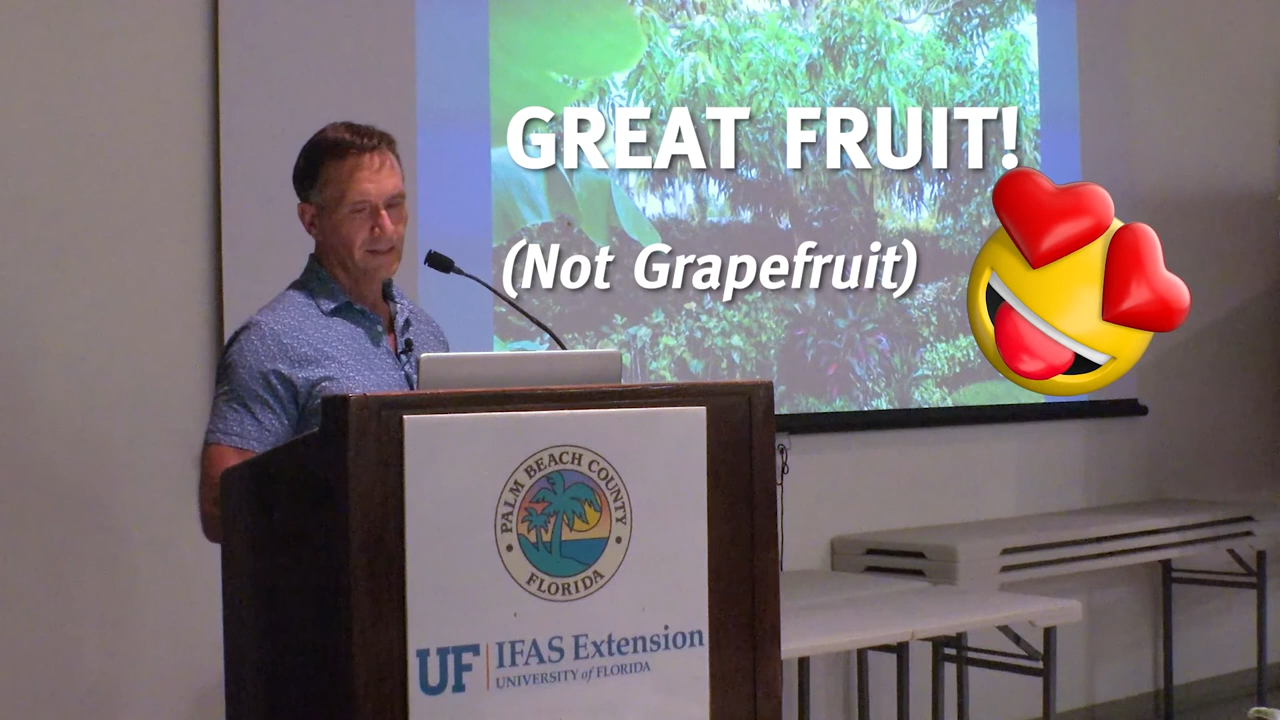 GREAT FRUIT!
(Not Grapefruit)
PALM BEACH COUNTY
FLORIDA
UF IFAS Extension
UNIVERSITY of FLORIDA